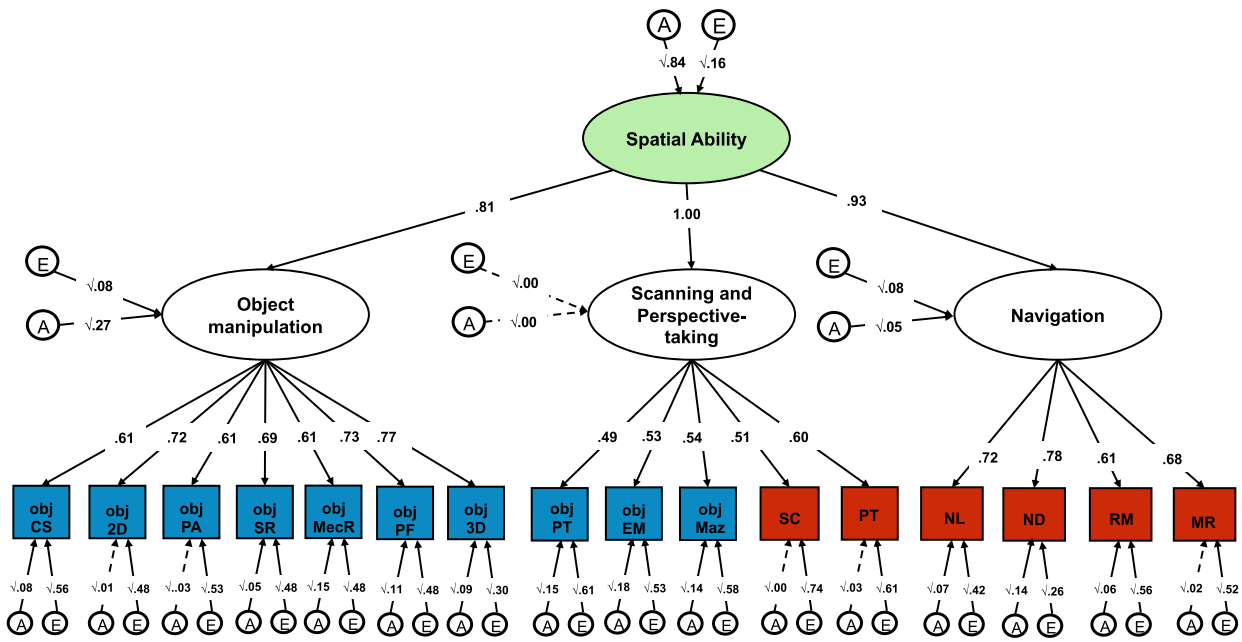 A E
√.84 √.16
Spatial Ability
.81 1.00 .93
E E E
√.08 √.00 √.08
A A A
√.27 √.00 √.05
Object
manipulation
Scanning and
Perspective-
taking
Navigation
.61 .72 .61 .69 .61 .73 .77
.49 .53 .54 .51 .60
.72 .78 .61 .68
obj
CS
obj
2D
obj
PA
obj
SR
obj
MecR
obj
PF
obj
3D
obj
PT
obj
EM
obj
Maz
SC
PT
NL
ND
RM
MR
√.08 √.56 √.01 √.48 √.03 √.53 √.05 √.48 √.15 √.48 √.11 √.48 √.09 √.30 √.15 √.61 √.18 √.53 √.14 √.58 √.00 √.74 √.03 √.61 √.07 √.42 √.14 √.26 √.06 √.56 √.02 √.52
A E A E A E A E A E A E A E A E A E A E A E A E A E A E A E A E